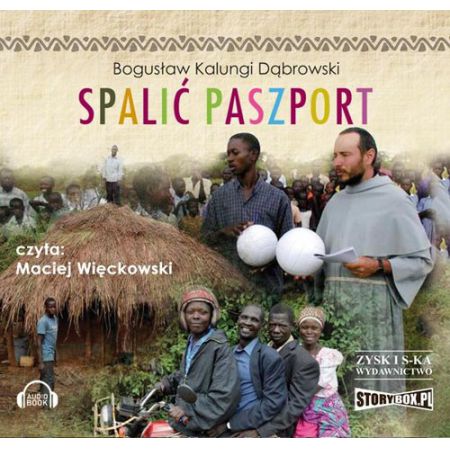 Bogusław Kalungi Dąbrowski
SPALIĆ PASZPORT
czyta:
Maciej Więckowski
ZYSK I S-KA
WYDAWNICTWO
AUDIO
BOOK
STORYBOX.PL